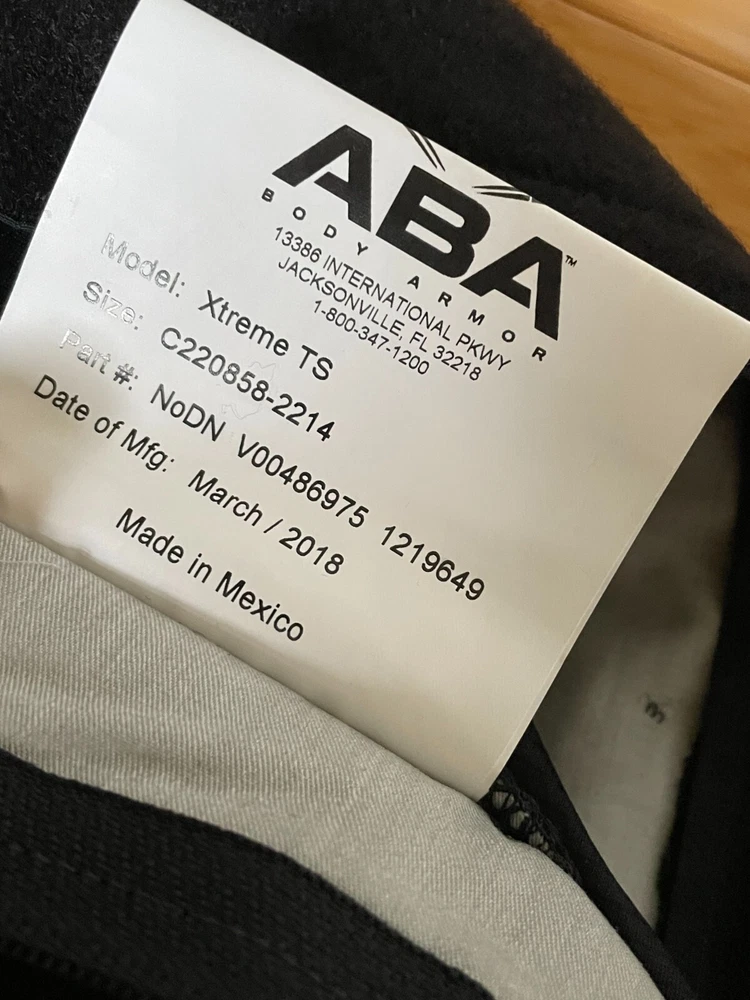 ABA™
BODY ARMOR
13386 INTERNATIONAL PKWY
JACKSONVILLE, FL 32218
1-800-347-1200
Model: Xtreme TS
Size: C220858-2214
Part #: NoDN V00486975 1219649
Date of Mfg: March / 2018
Made in Mexico